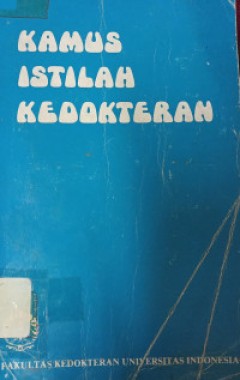 KAMUS
ISTILAH
KEDOKTERAN
FAKULTAS KEDOKTERAN UNIVERSITAS INDONESIA